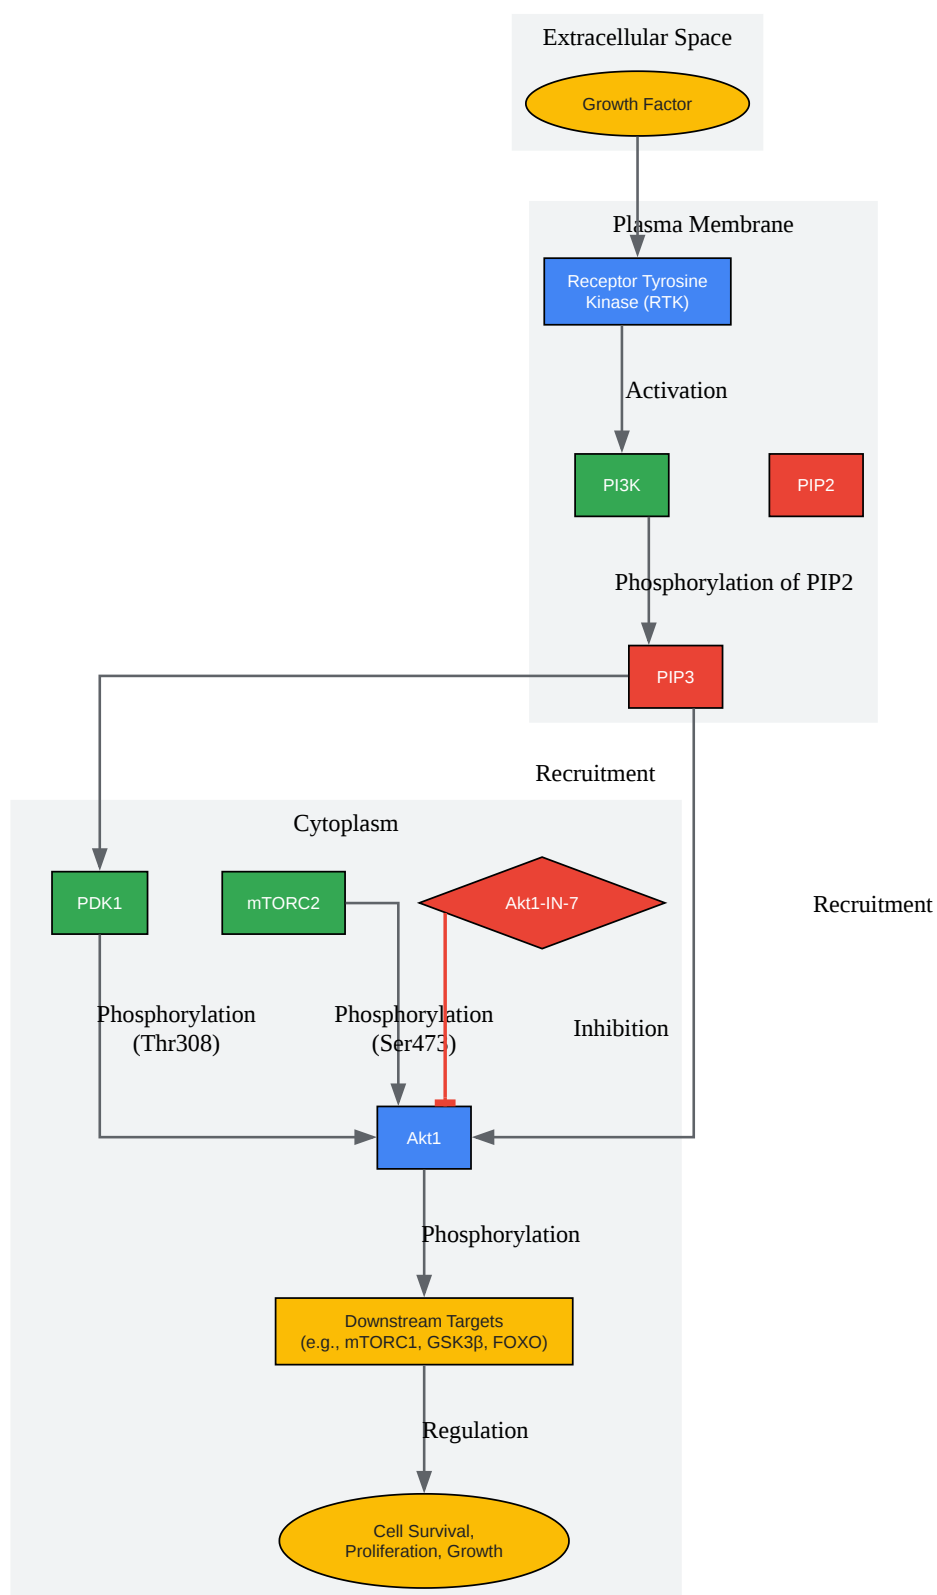 Extracellular Space
Growth Factor
Plasma Membrane
Receptor Tyrosine
Kinase (RTK)
Activation
PI3K
PIP2
Phosphorylation of PIP2
PIP3
Recruitment
Cytoplasm
PDK1
mTORC2
Akt1-IN-7
Recruitment
Phosphorylation
(Thr308)
Phosphorylation
(Ser473)
Inhibition
Akt1
Phosphorylation
Downstream Targets
(e.g., mTORC1, GSK3β, FOXO)
Regulation
Cell Survival,
Proliferation, Growth